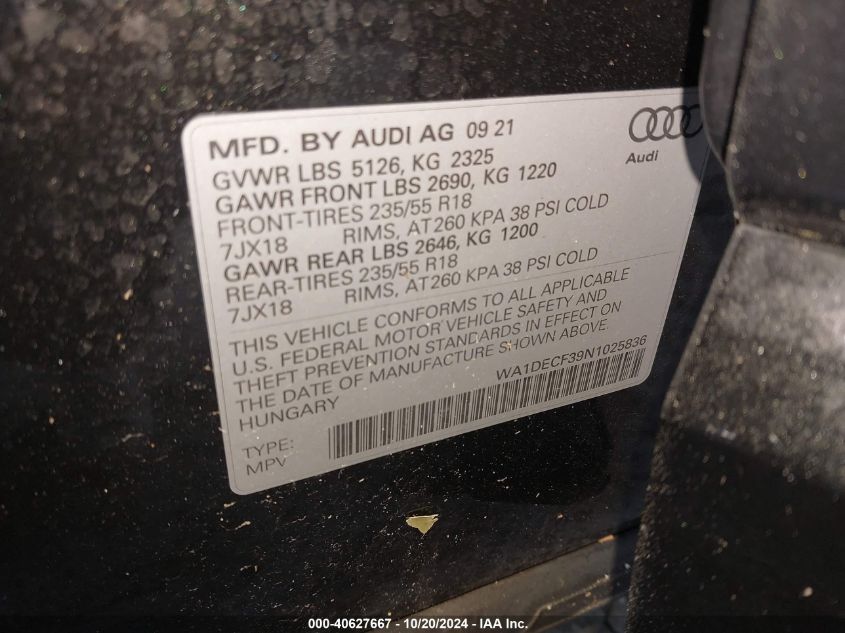 MFD. BY AUDI AG 09 21
Audi
GVWR LBS 5126, KG 2325
GAWR FRONT LBS 2690, KG 1220
FRONT-TIRES 235/55 R18
7JX18 RIMS, AT260 KPA 38 PSI COLD
GAWR REAR LBS 2646, KG 1200
REAR-TIRES 235/55 R18
7JX18 RIMS, AT260 KPA 38 PSI COLD
THIS VEHICLE CONFORMS TO ALL APPLICABLE
U.S. FEDERAL MOTOR VEHICLE SAFETY AND
THEFT PREVENTION STANDARDS IN EFFECT ON
THE DATE OF MANUFACTURE SHOWN ABOVE
HUNGARY
WA1DECF39N1025836
TYPE:
MPV
000-40627667 - 10/20/2024 - IAA Inc.